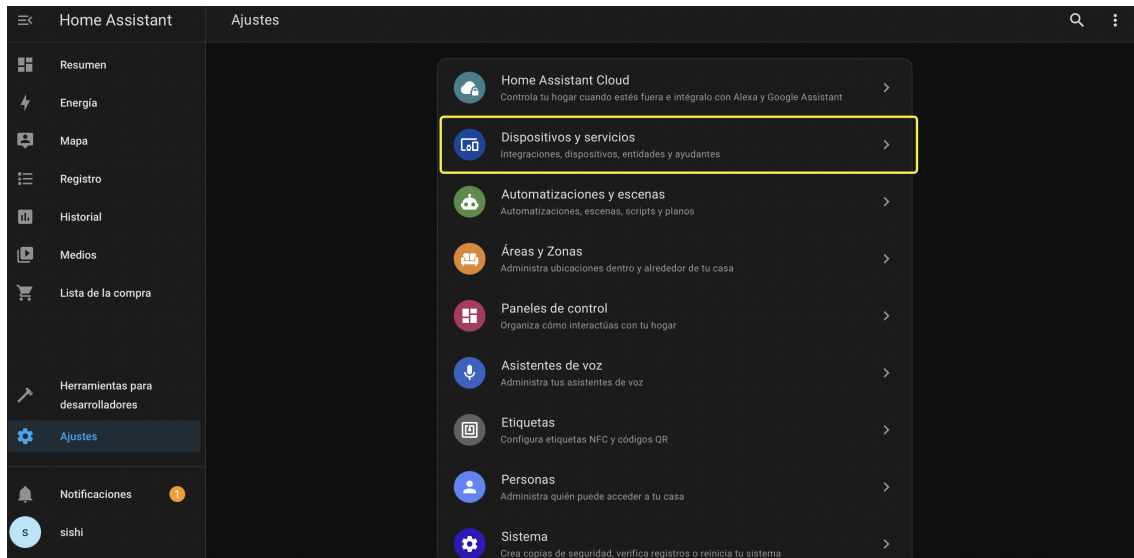 Home Assistant
Ajustes
Resumen
Energía
Mapa
Registro
Historial
Medios
Lista de la compra
Herramientas para
desarrolladores
Ajustes
Notificaciones 1
s sishi
Home Assistant Cloud
Controla tu hogar cuando estés fuera e intégralo con Alexa y Google Assistant
Dispositivos y servicios
Integraciones, dispositivos, entidades y ayudantes
Automatizaciones y escenas
Automatizaciones, escenas, scripts y planos
Áreas y Zonas
Administra ubicaciones dentro y alrededor de tu casa
Paneles de control
Organiza cómo interactúas con tu hogar
Asistentes de voz
Administra tus asistentes de voz
Etiquetas
Configura etiquetas NFC y códigos QR
Personas
Administra quién puede acceder a tu casa
Sistema
Crea copias de seguridad, verifica registros o reinicia tu sistema